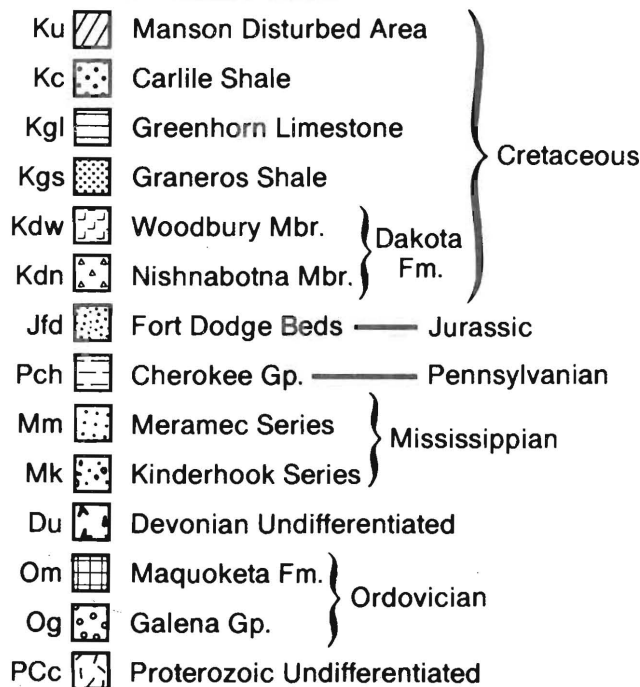 Ku Manson Disturbed Area
Kc Carlile Shale
Kgl Greenhorn Limestone
Cretaceous
Kgs Graneros Shale
Kdw Woodbury Mbr.
Dakota
Fm.
Kdn Nishnabotna Mbr.
Jfd Fort Dodge Beds Jurassic
Pch Cherokee Gp. Pennsylvanian
Mm Meramec Series
Mississippian
Mk Kinderhook Series
Du Devonian Undifferentiated
Om Maquoketa Fm.
Ordovician
Og Galena Gp.
PCc Proterozoic Undifferentiated